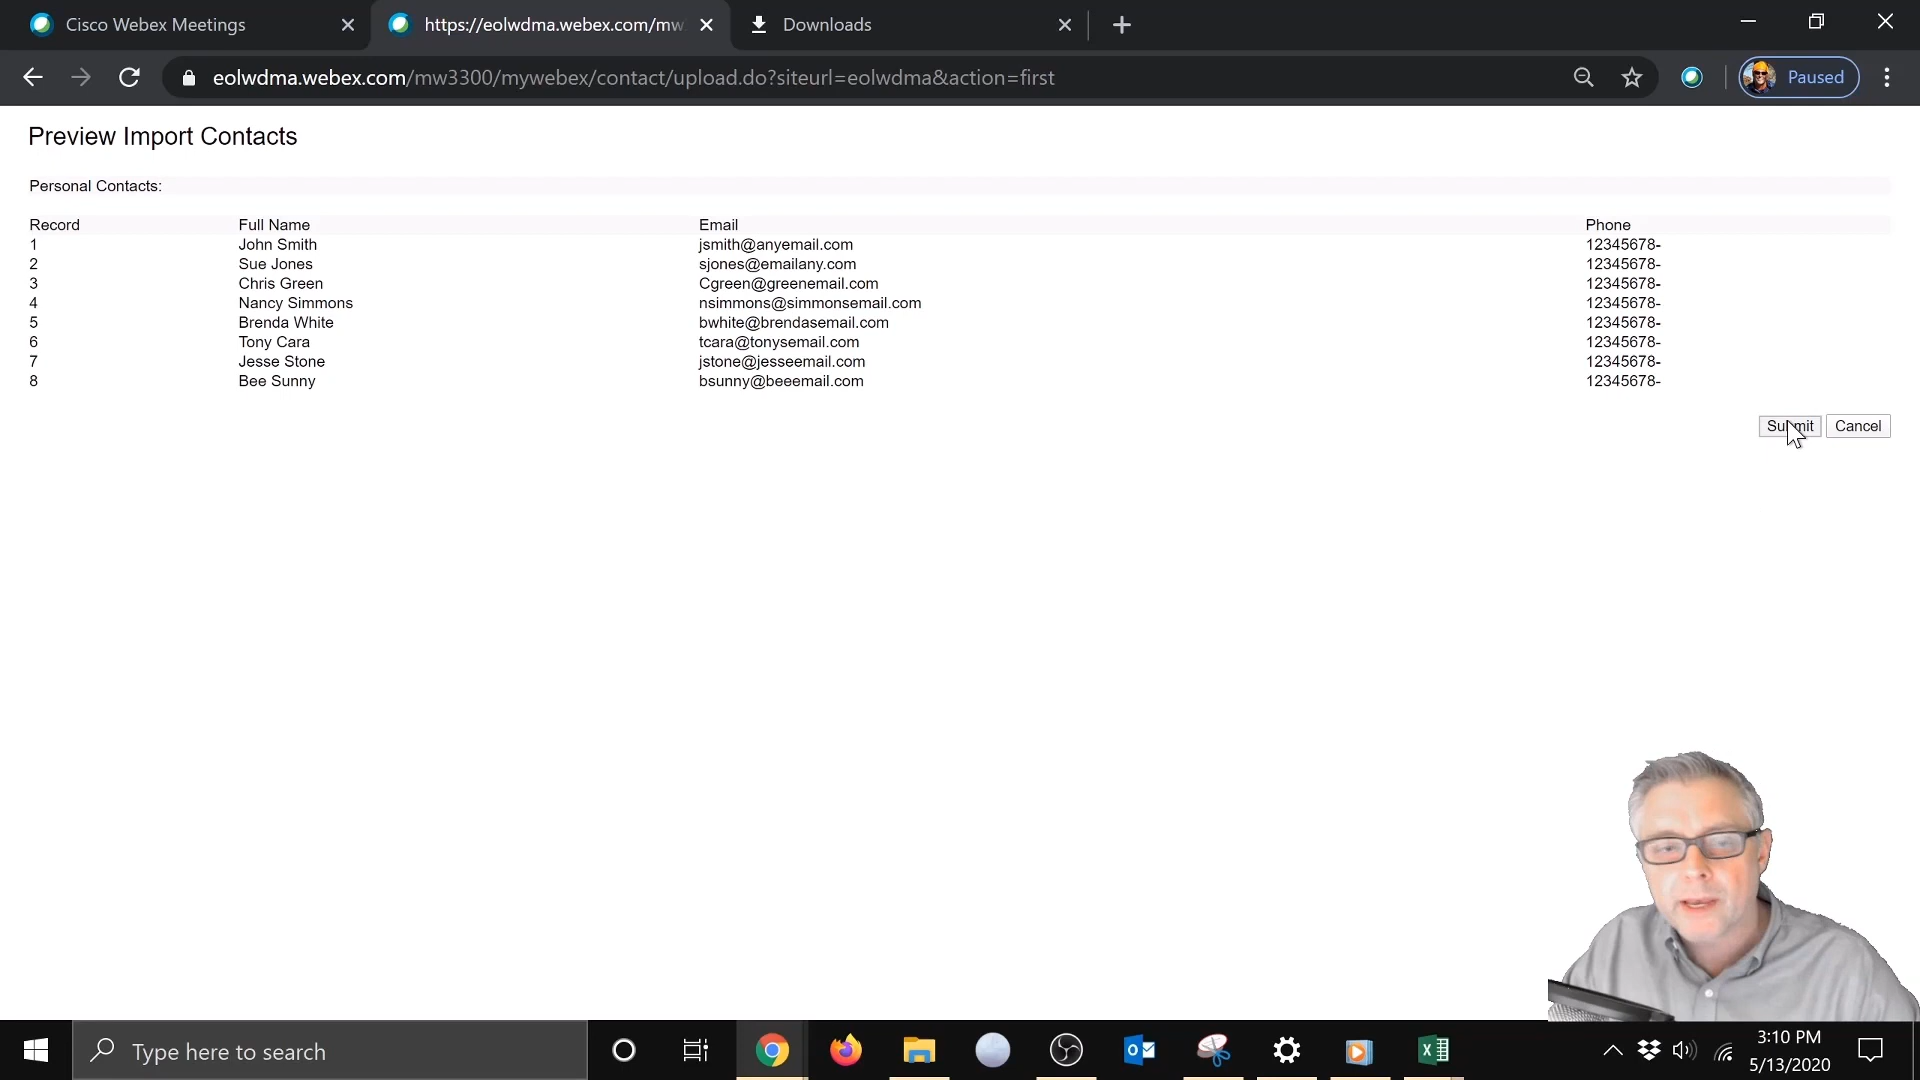 Cisco Webex Meetings
https://eolwdma.webex.com/mw
Downloads
eolwdma.webex.com/mw3300/mywebex/contact/upload.do?siteurl=eolwdma&action=first
Paused
Preview Import Contacts
Personal Contacts:
Record Full Name Email Phone
1 John Smith jsmith@anyemail.com 12345678-
2 Sue Jones sjones@emailany.com 12345678-
3 Chris Green Cgreen@greenemail.com 12345678-
4 Nancy Simmons nsimmons@simmonsemail.com 12345678-
5 Brenda White bwhite@brendasemail.com 12345678-
6 Tony Cara tcara@tonysemail.com 12345678-
7 Jesse Stone jstone@jesseemail.com 12345678-
8 Bee Sunny bsunny@beeemail.com 12345678-
Submit Cancel
Type here to search
3:10 PM
5/13/2020